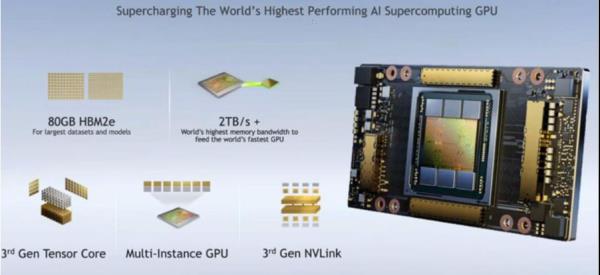 Supercharging The World's Highest Performing AI Supercomputing GPU
80GB HBM2e
For largest datasets and models
2TB/s +
World's highest memory bandwidth to
feed the world's fastest GPU
3rd Gen Tensor Core
Multi-Instance GPU
3rd Gen NVLink